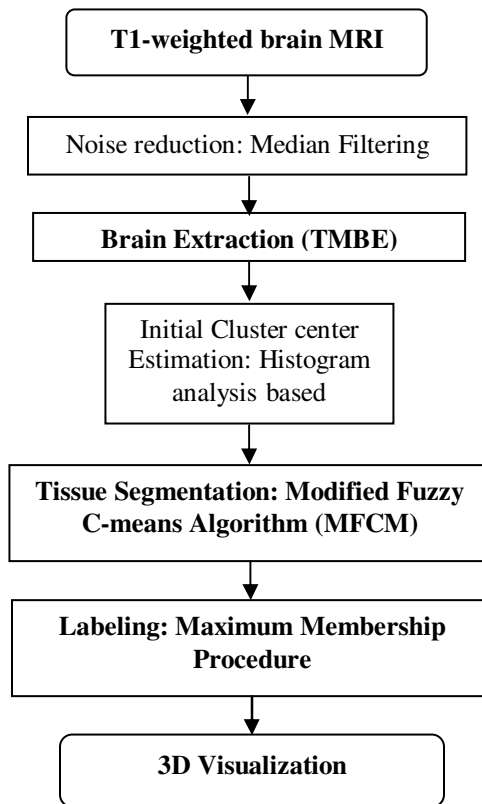 T1-weighted brain MRI
Noise reduction: Median Filtering
Brain Extraction (TMBE)
Initial Cluster center
Estimation: Histogram
analysis based
Tissue Segmentation: Modified Fuzzy
C-means Algorithm (MFCM)
Labeling: Maximum Membership
Procedure
3D Visualization